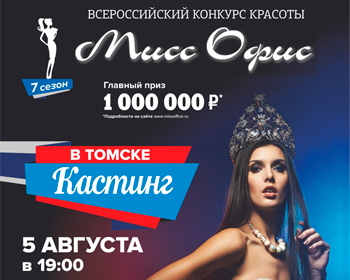 ВСЕРОССИЙСКИЙ КОНКУРС КРАСОТЫ
Мисс Офис
7 сезон
Главный приз
1 000 000 ₽*
*Подробности на сайте www.missoffice.ru
В ТОМСКЕ
Кастинг
5 АВГУСТА
в 19:00